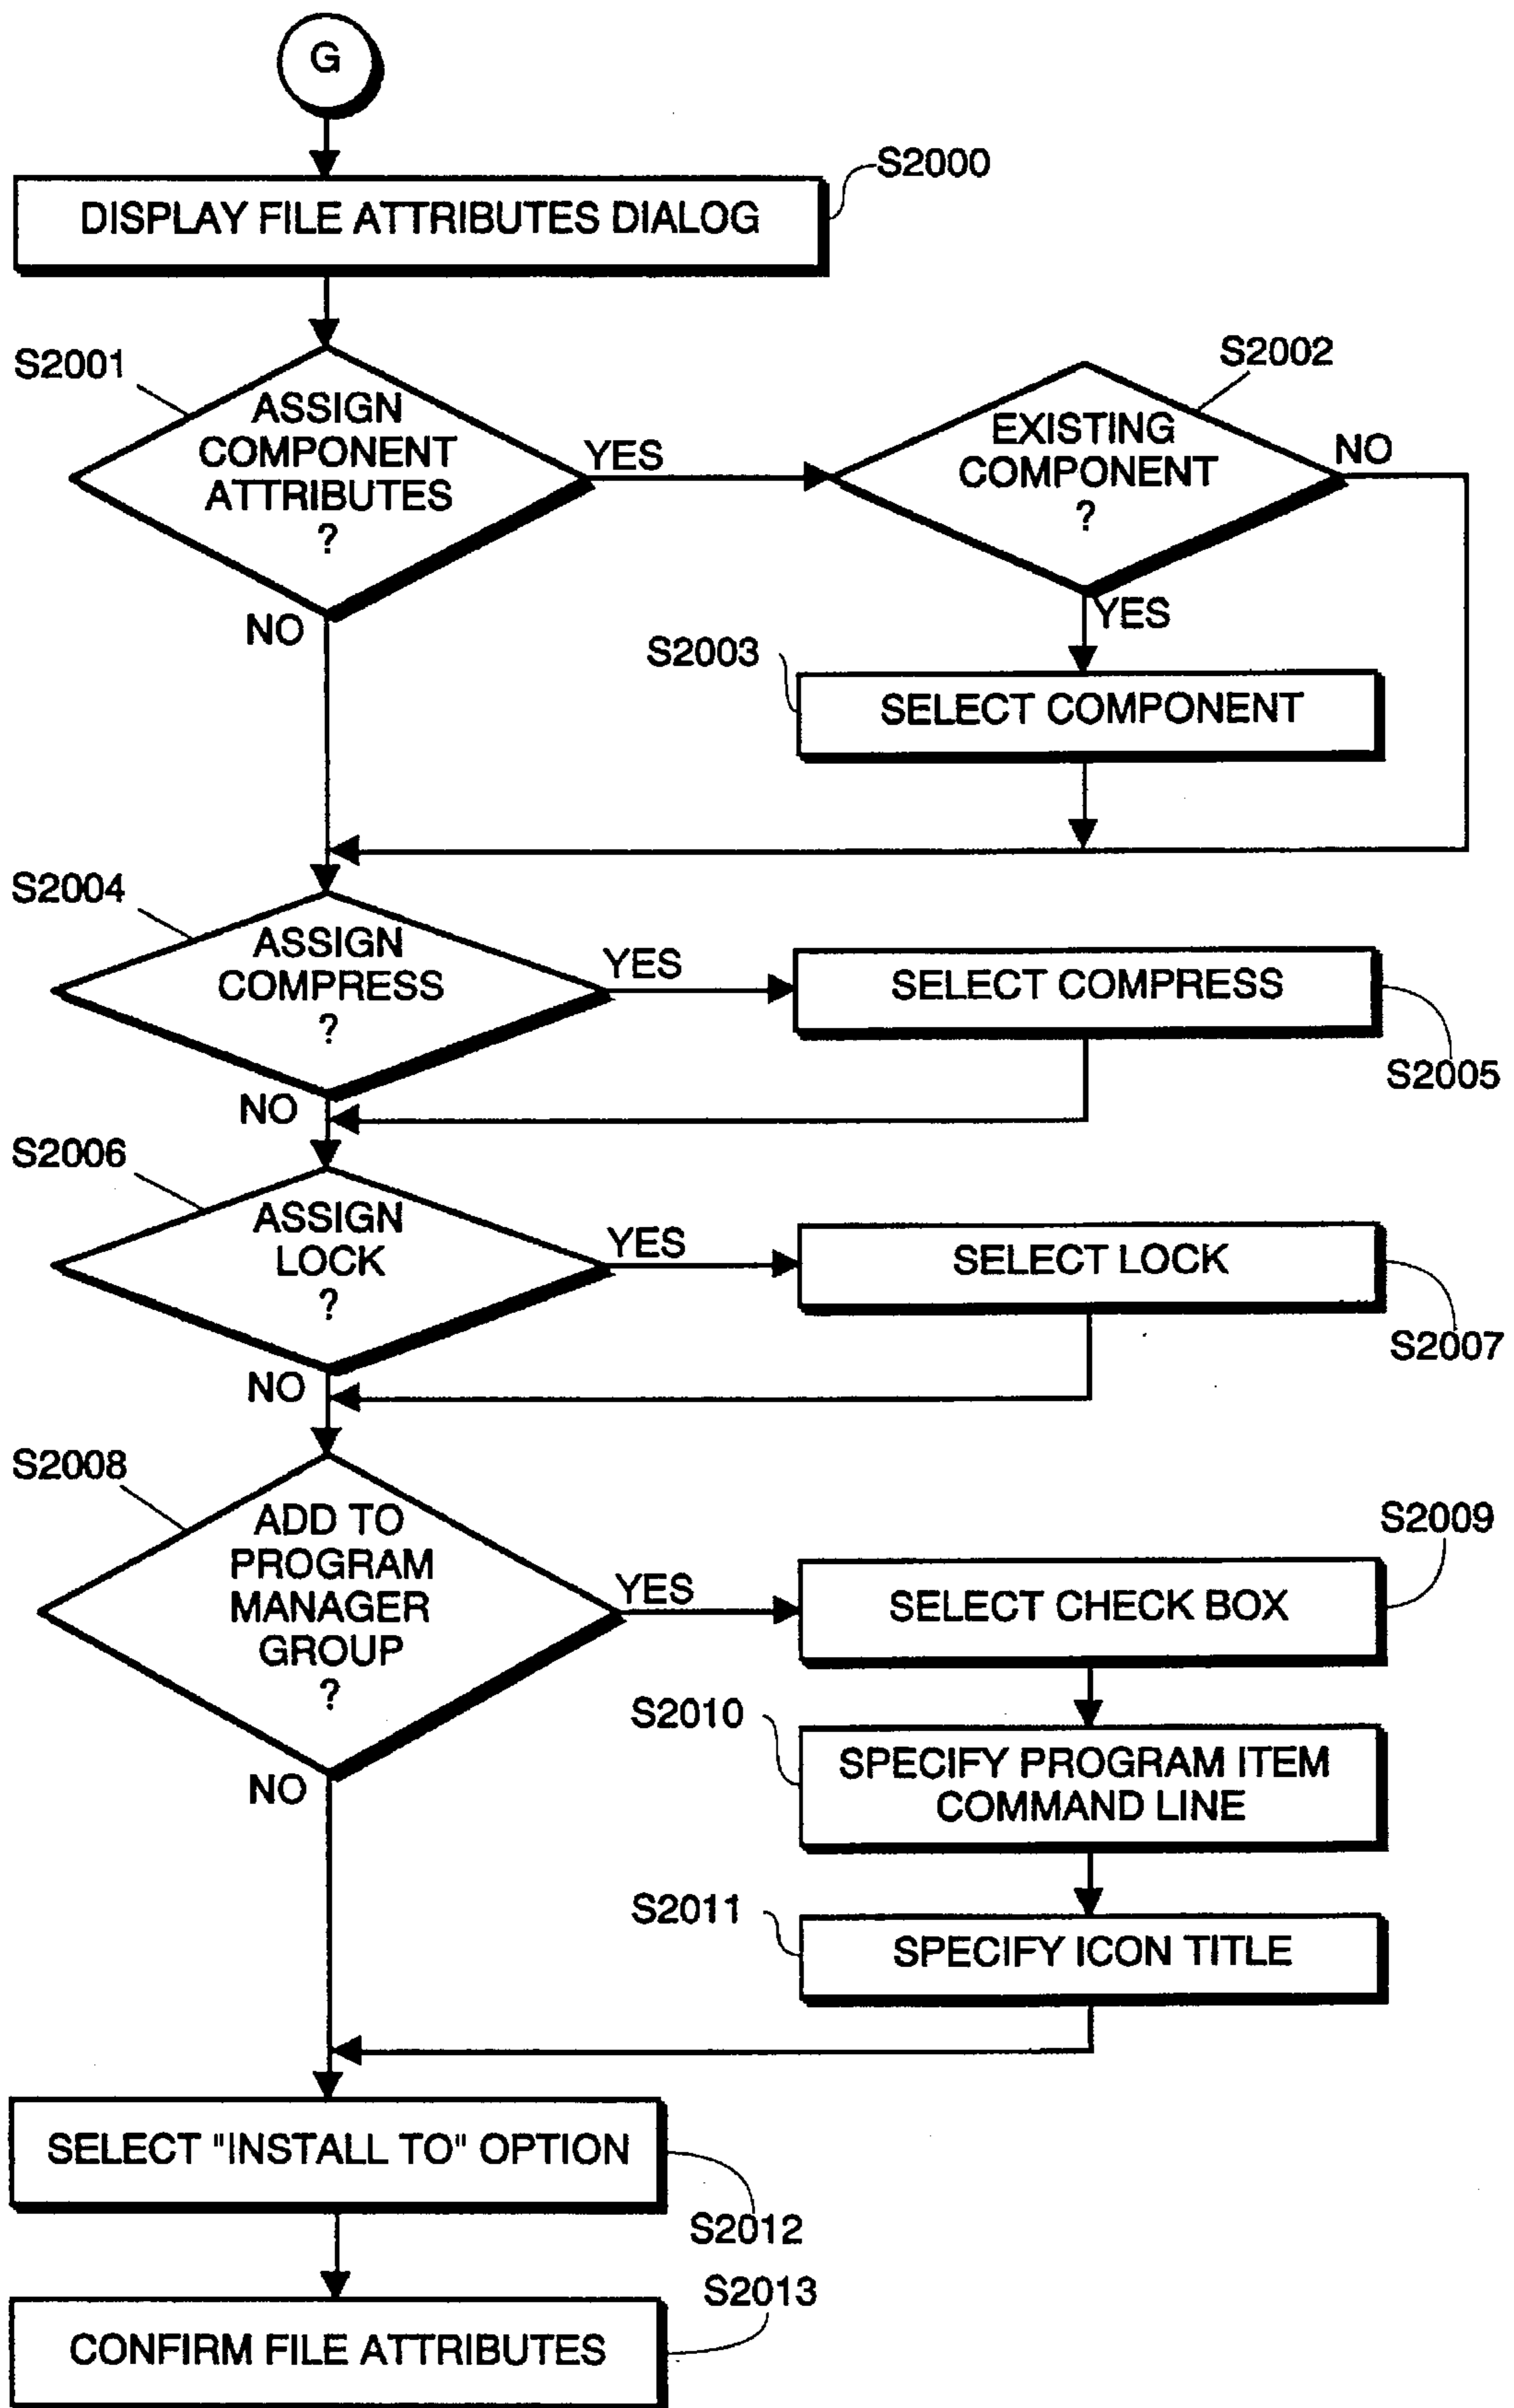 G
S2000
DISPLAY FILE ATTRIBUTES DIALOG
S2001
ASSIGN
COMPONENT
ATTRIBUTES
?
YES
NO
S2002
EXISTING
COMPONENT
?
NO
YES
S2003
SELECT COMPONENT
S2004
ASSIGN
COMPRESS
?
YES
NO
SELECT COMPRESS
S2005
S2006
ASSIGN
LOCK
?
YES
NO
SELECT LOCK
S2007
S2008
ADD TO
PROGRAM
MANAGER
GROUP
?
YES
NO
S2009
SELECT CHECK BOX
S2010
SPECIFY PROGRAM ITEM
COMMAND LINE
S2011
SPECIFY ICON TITLE
SELECT "INSTALL TO" OPTION
S2012
S2013
CONFIRM FILE ATTRIBUTES